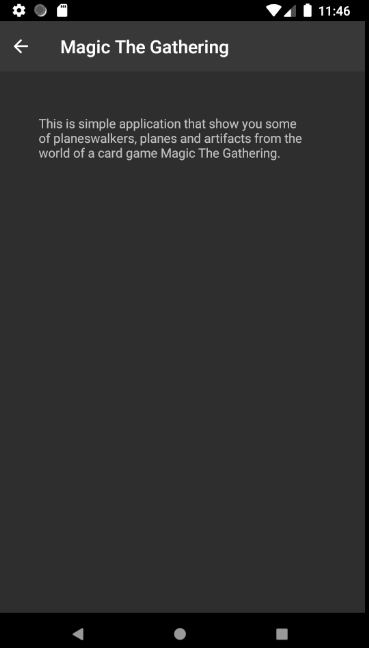 11:46
Magic The Gathering
This is simple application that show you some
of planeswalkers, planes and artifacts from the
world of a card game Magic The Gathering.